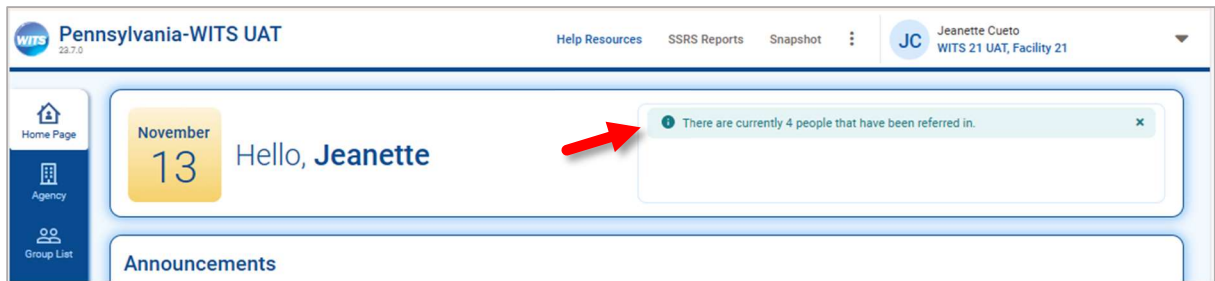 WITS
Pennsylvania-WITS UAT
23.7.0
Help Resources
SSRS Reports
Snapshot
JC
Jeanette Cueto
WITS 21 UAT, Facility 21
Home Page
Agency
Group List
November
13
Hello, Jeanette
There are currently 4 people that have been referred in.
Announcements